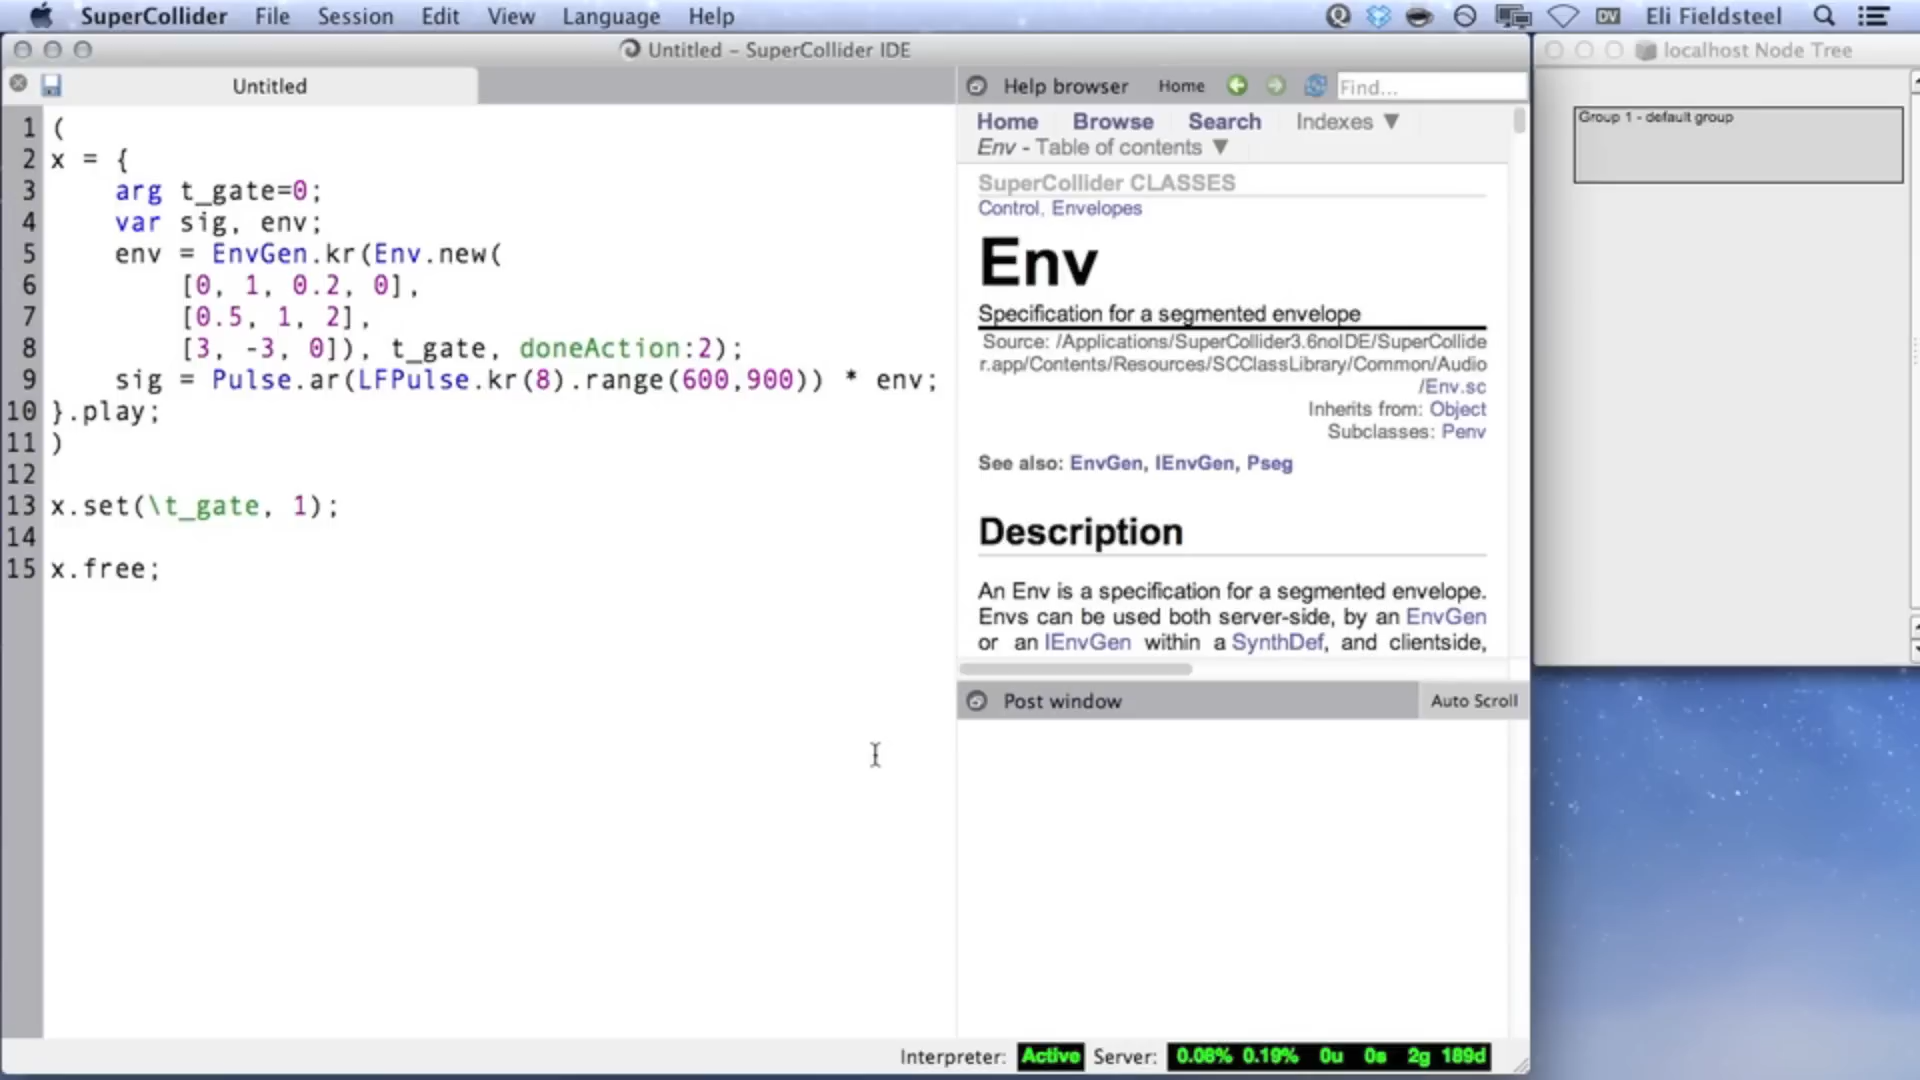 SuperCollider File Session Edit View Language Help
DV Eli Fieldsteel
Untitled – SuperCollider IDE
localhost Node Tree
Untitled
Help browser Home Find...
1 (
2 x = {
3 arg t_gate=0;
4 var sig, env;
5 env = EnvGen.kr(Env.new(
6 [0, 1, 0.2, 0],
7 [0.5, 1, 2],
8 [3, -3, 0]), t_gate, doneAction:2);
9 sig = Pulse.ar(LFPulse.kr(8).range(600,900)) * env;
10 }.play;
11 )
12
13 x.set(\t_gate, 1);
14
15 x.free;
Home Browse Search Indexes ▼
Env - Table of contents ▼
SuperCollider CLASSES
Control, Envelopes
Env
Specification for a segmented envelope
Source: /Applications/SuperCollider3.6noIDE/SuperCollide
r.app/Contents/Resources/SCClassLibrary/Common/Audio
/Env.sc
Inherits from: Object
Subclasses: Penv
See also: EnvGen, IEnvGen, Pseg
Description
An Env is a specification for a segmented envelope.
Envs can be used both server-side, by an EnvGen
or an IEnvGen within a SynthDef, and clientside,
Post window Auto Scroll
Group 1 - default group
Interpreter: Active Server: 0.08% 0.19% 0u 0s 2g 189d